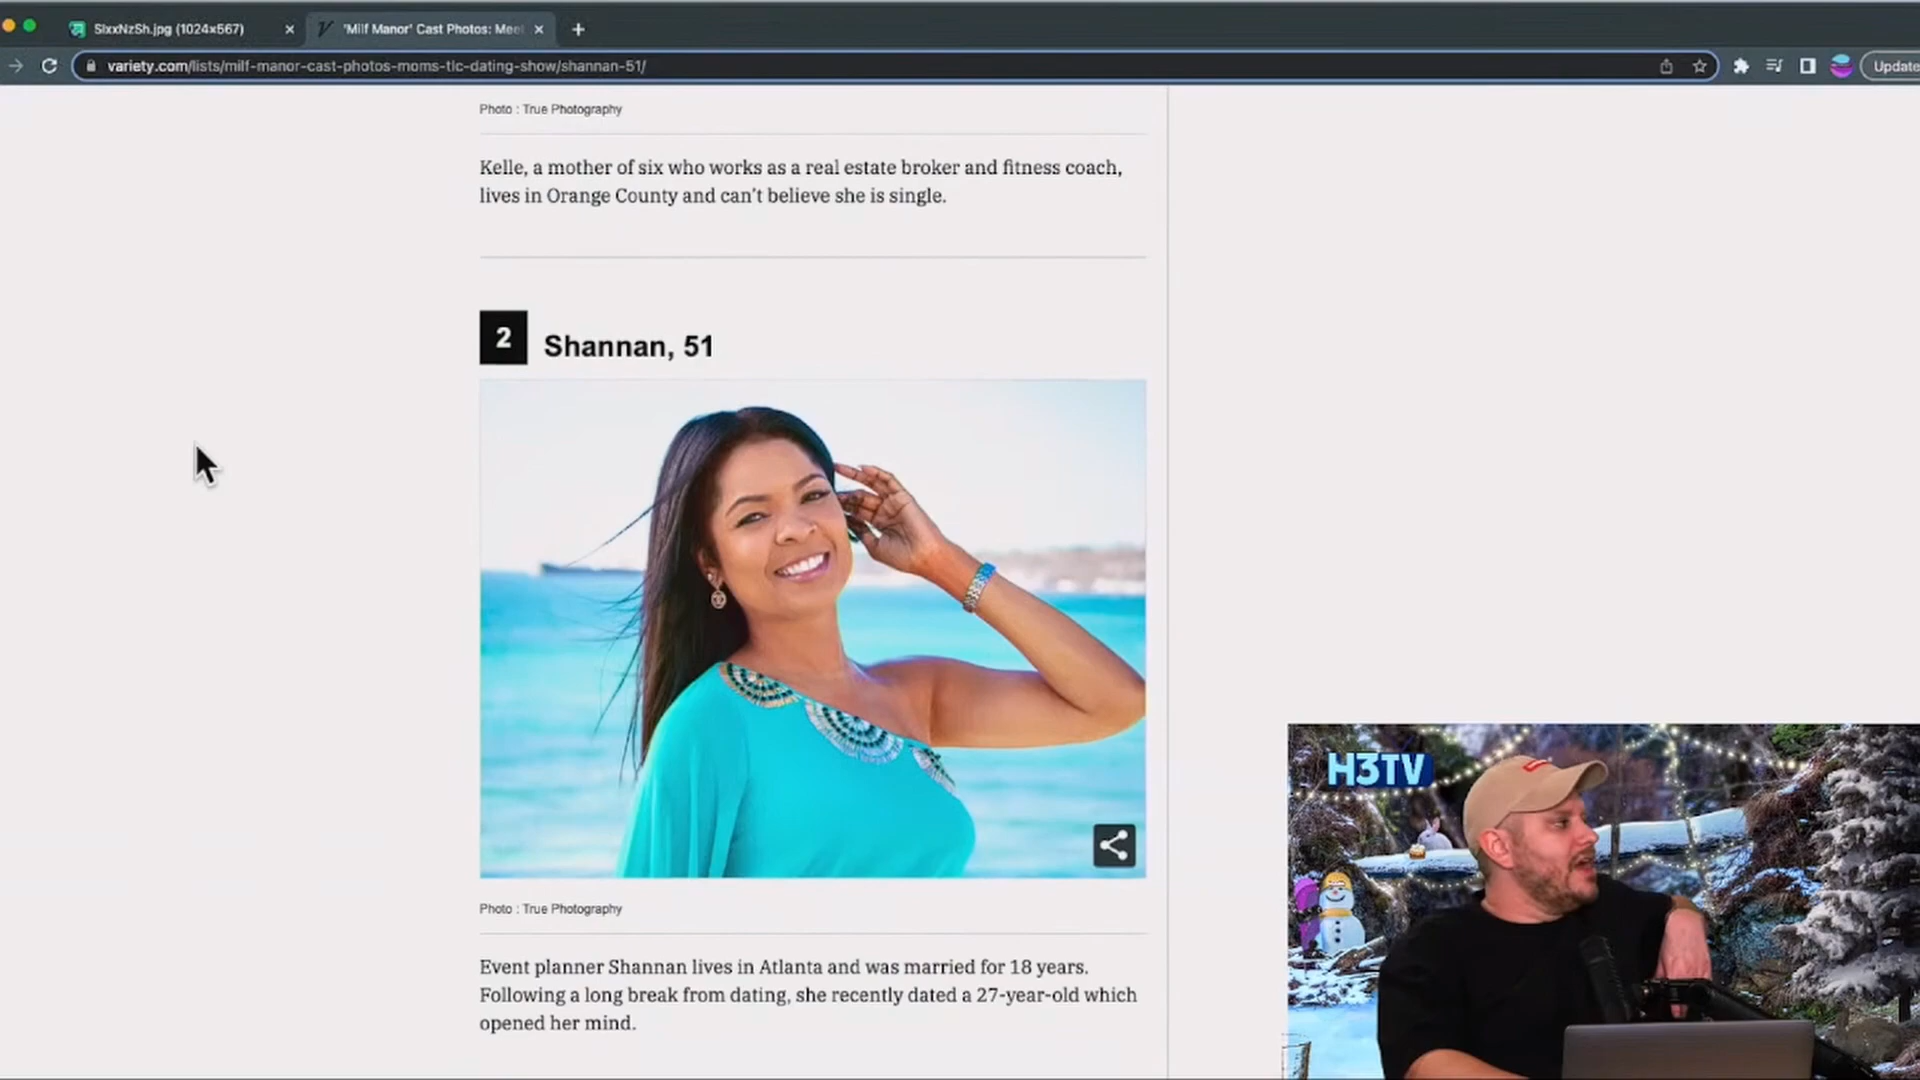 SlxxNzSh.jpg (1024×567)
'Milf Manor' Cast Photos: Meet
variety.com/lists/milf-manor-cast-photos-moms-tlc-dating-show/shannan-51/
Update
Photo : True Photography
Kelle, a mother of six who works as a real estate broker and fitness coach,
lives in Orange County and can't believe she is single.
2
Shannan, 51
Photo : True Photography
Event planner Shannan lives in Atlanta and was married for 18 years.
Following a long break from dating, she recently dated a 27-year-old which
opened her mind.
H3TV